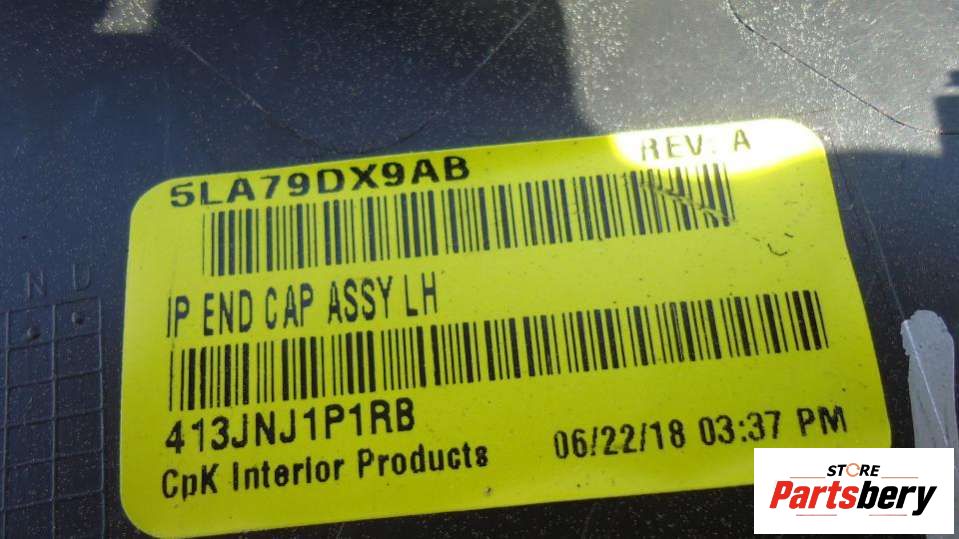 5LA79DX9AB
REV: A
IP END CAP ASSY LH
413JNJ1P1RB
CpK Interior Products
06/22/18 03:37 PM
N U
STORE
Partsbery